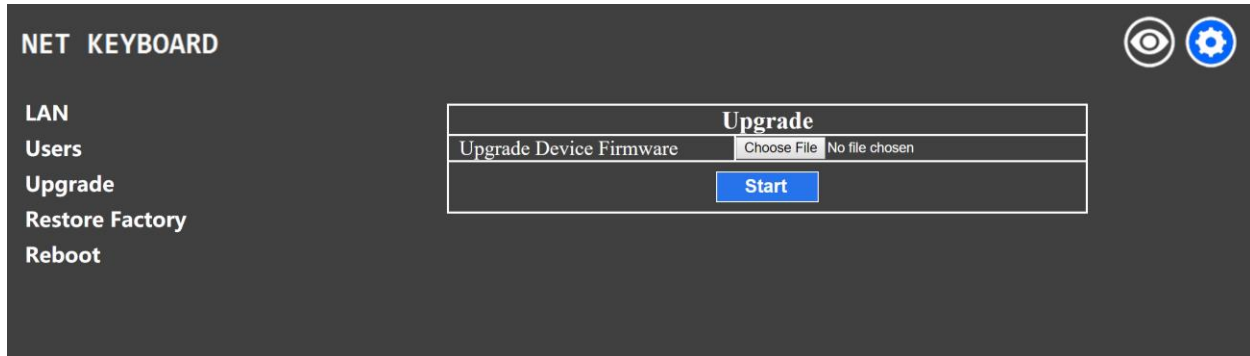 NET KEYBOARD
LAN
Users
Upgrade
Restore Factory
Reboot
Upgrade
Upgrade Device Firmware Choose File No file chosen
Start